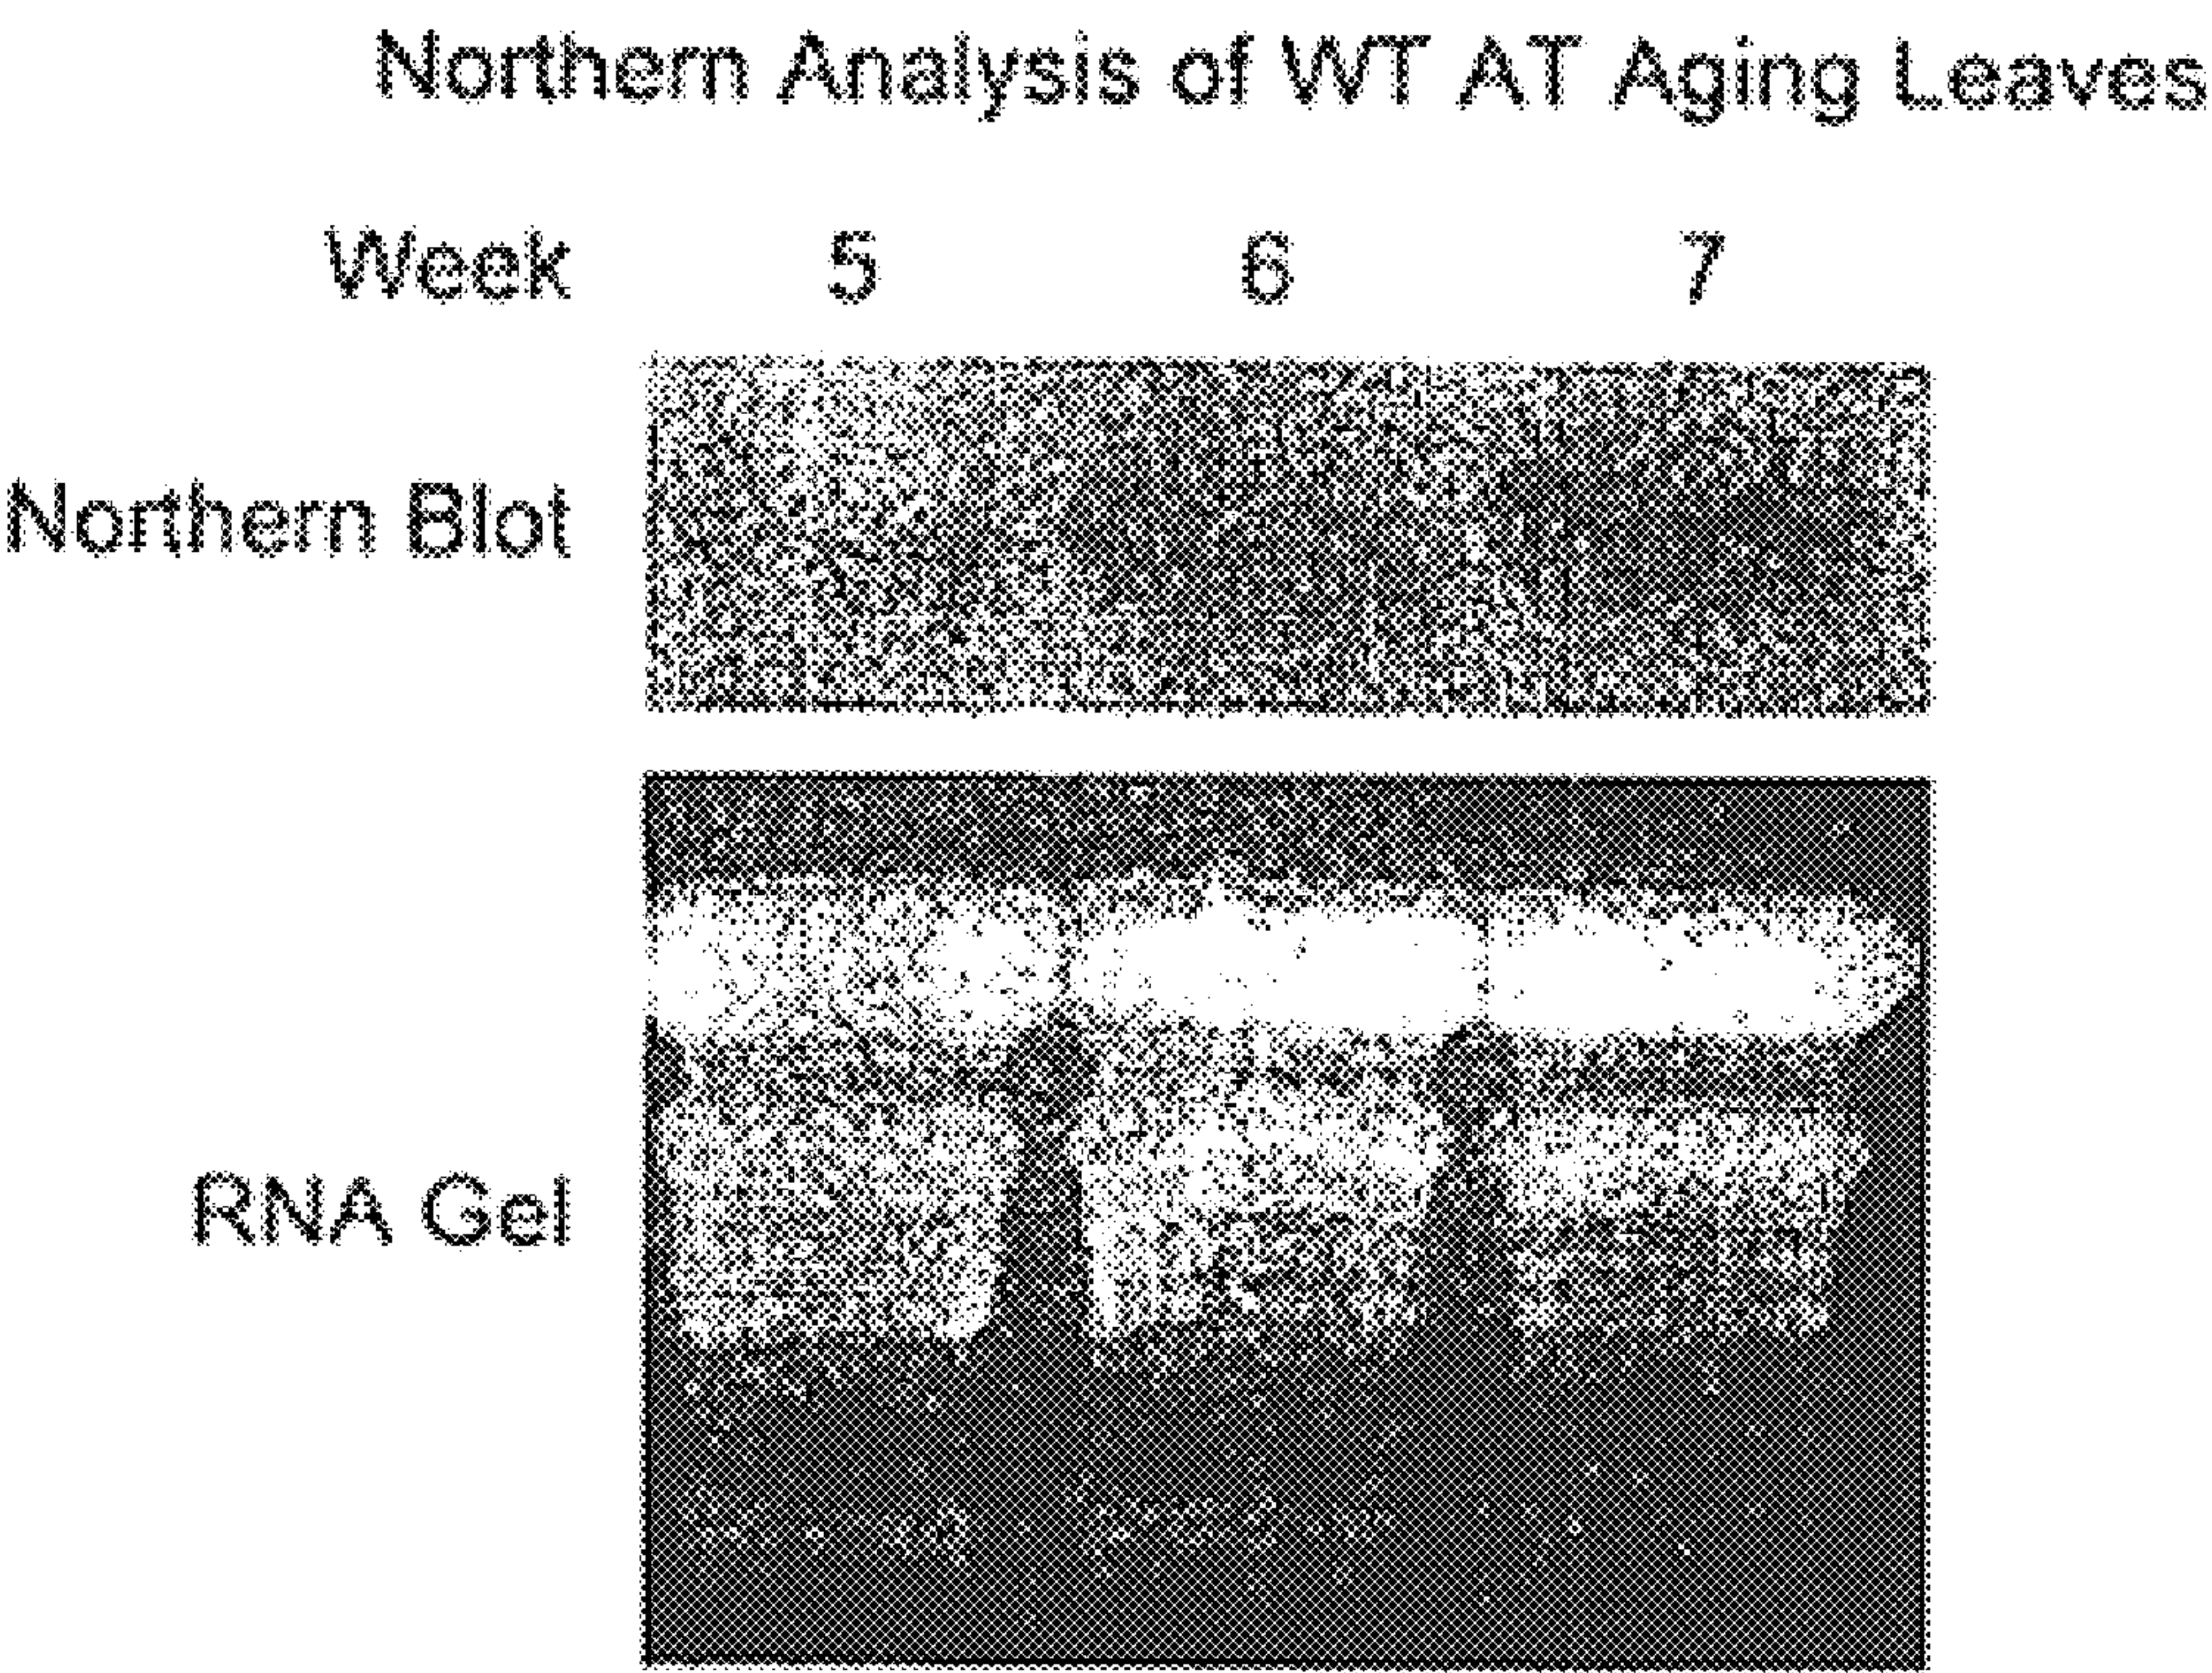 Northern Analysis of WT AT Aging Leaves
Week 5 6 7
Northern Blot
RNA Gel